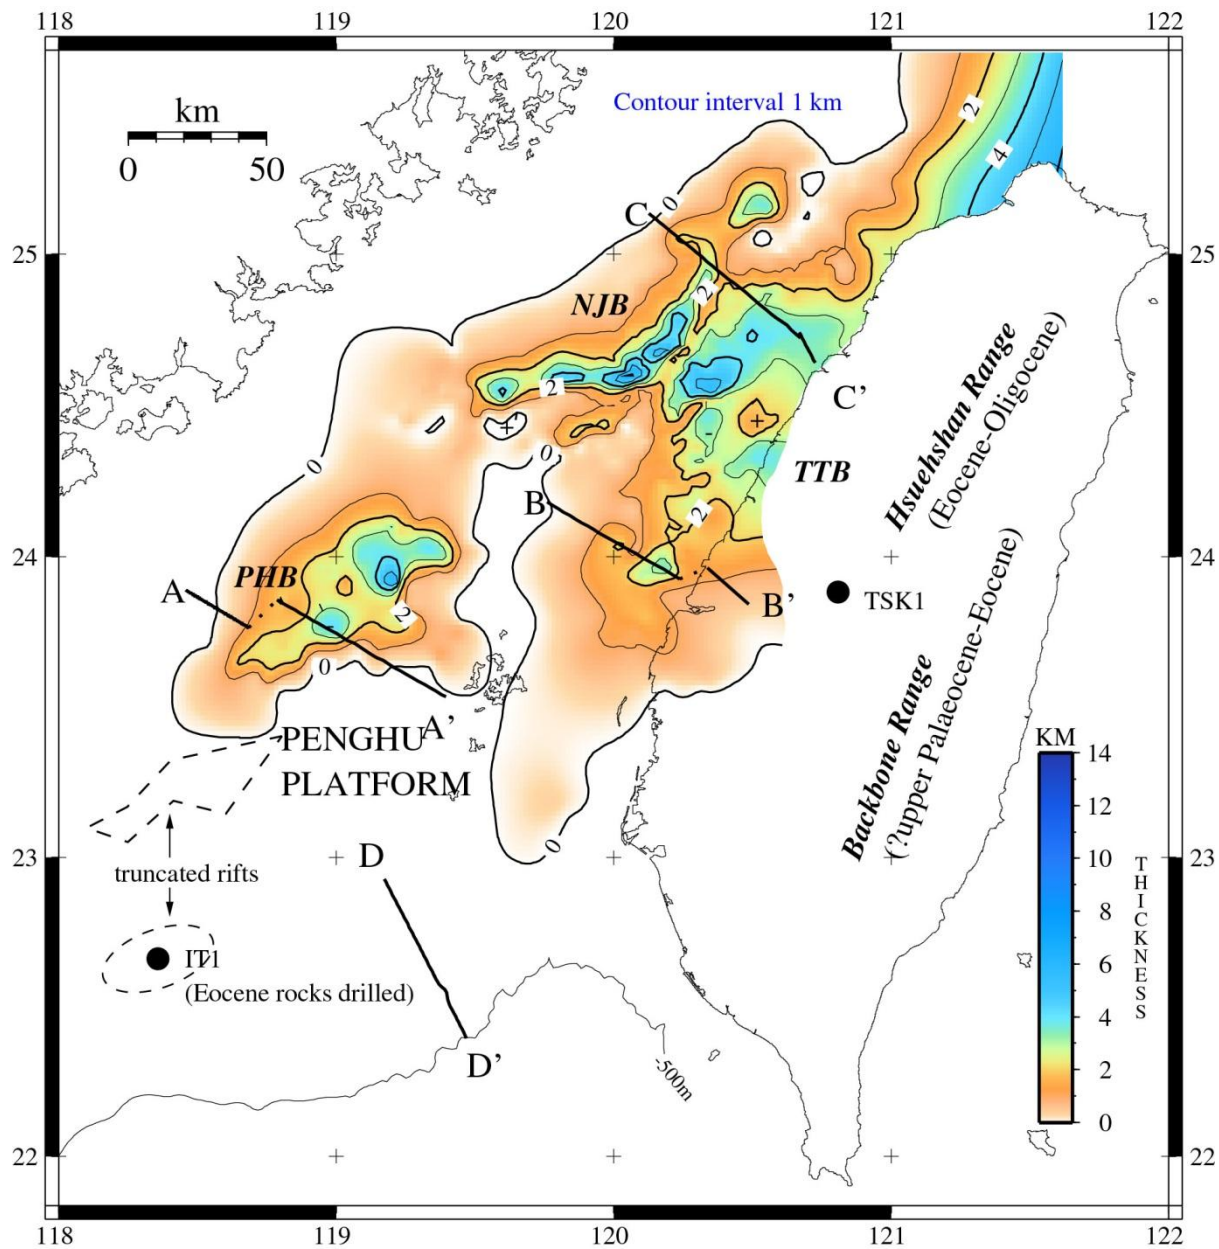 118 119 120 121 122
km
0 50
Contour interval 1 km
2
4
C
0
25 25
NJB
2
2
C’
Hsuehshan Range
(Eocene-Oligocene)
0
0
TTB
B
2
24 24
PHB
A
2
B’
TSK1
0
A’
PENGHU
PLATFORM
Backbone Range
(?upper Palaeocene-Eocene)
KM
14
12
10
8
6
4
2
0
THICKNESS
0
23 23
D
truncated rifts
IT1
(Eocene rocks drilled)
D’
-500m
22 22
118 119 120 121 122